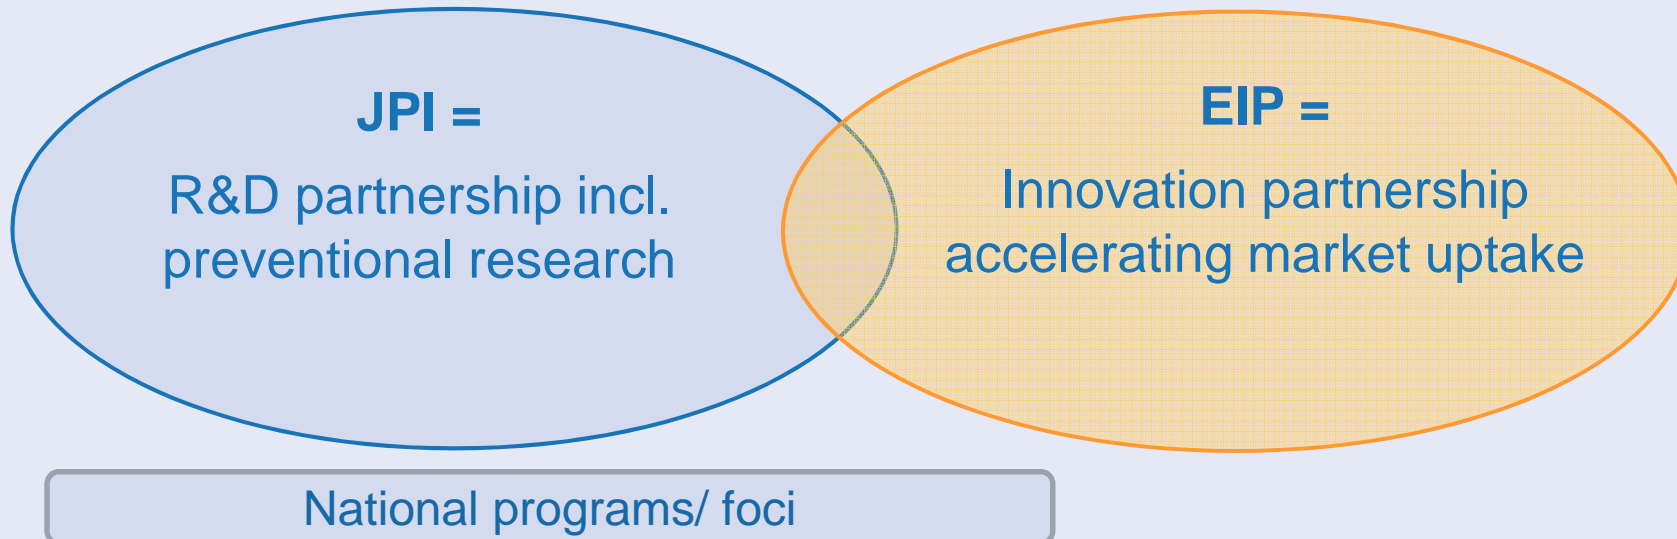 JPI =
R&D partnership incl.
preventional research
EIP =
Innovation partnership
accelerating market uptake
National programs/ foci